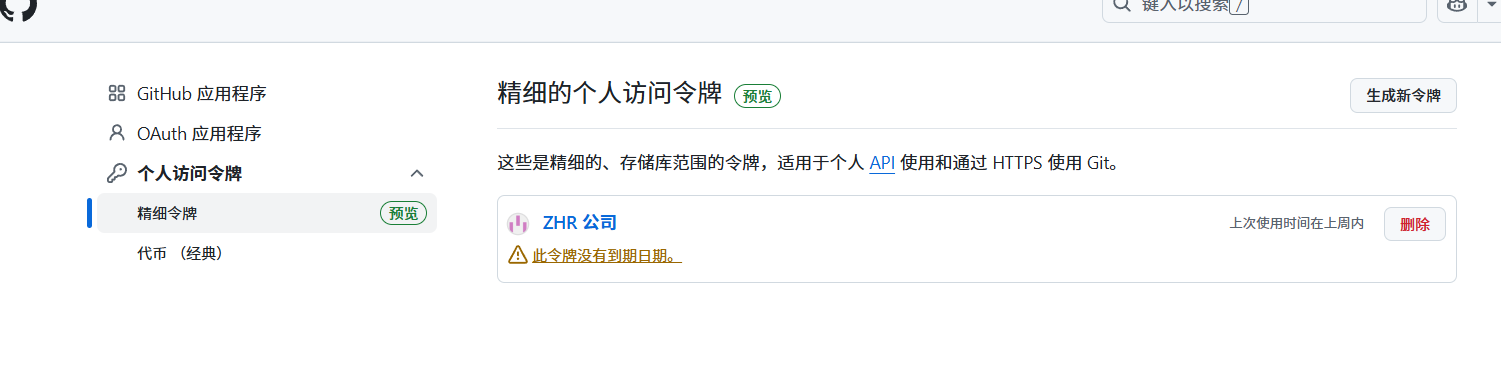 键入以搜索 /
GitHub 应用程序
OAuth 应用程序
个人访问令牌
精细令牌 预览
代币 （经典）
精细的个人访问令牌 预览
生成新令牌
这些是精细的、存储库范围的令牌，适用于个人 API 使用和通过 HTTPS 使用 Git。
ZHR 公司
上次使用时间在上周内
删除
此令牌没有到期日期。